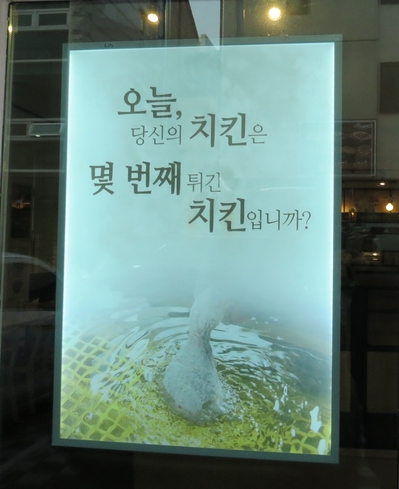 오늘,
당신의 치킨은
몇 번째 튀긴
치킨입니까?